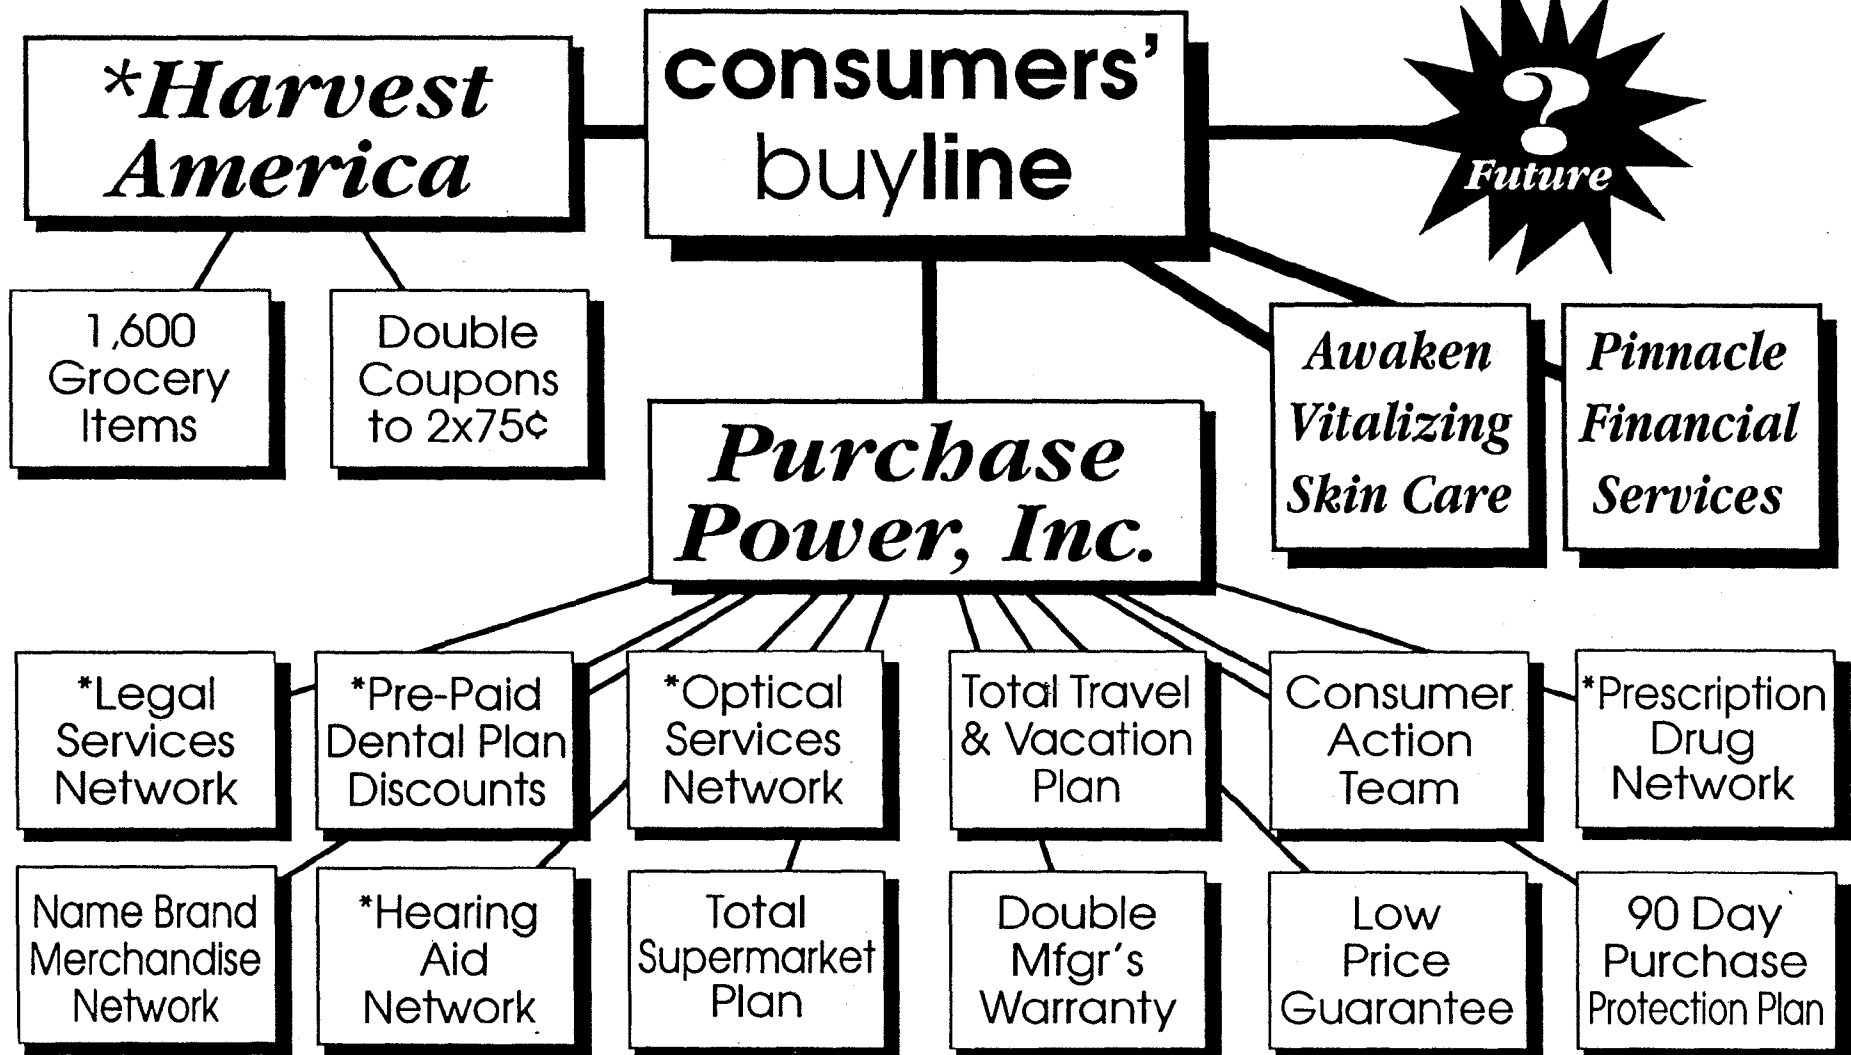 *Harvest
America
consumers'
buyline
?
Future
1,600
Grocery
Items
Double
Coupons
to 2x75¢
Awaken
Vitalizing
Skin Care
Pinnacle
Financial
Services
Purchase
Power, Inc.
*Legal
Services
Network
*Pre-Paid
Dental Plan
Discounts
*Optical
Services
Network
Total Travel
& Vacation
Plan
Consumer
Action
Team
*Prescription
Drug
Network
Name Brand
Merchandise
Network
*Hearing
Aid
Network
Total
Supermarket
Plan
Double
Mfgr's
Warranty
Low
Price
Guarantee
90 Day
Purchase
Protection Plan